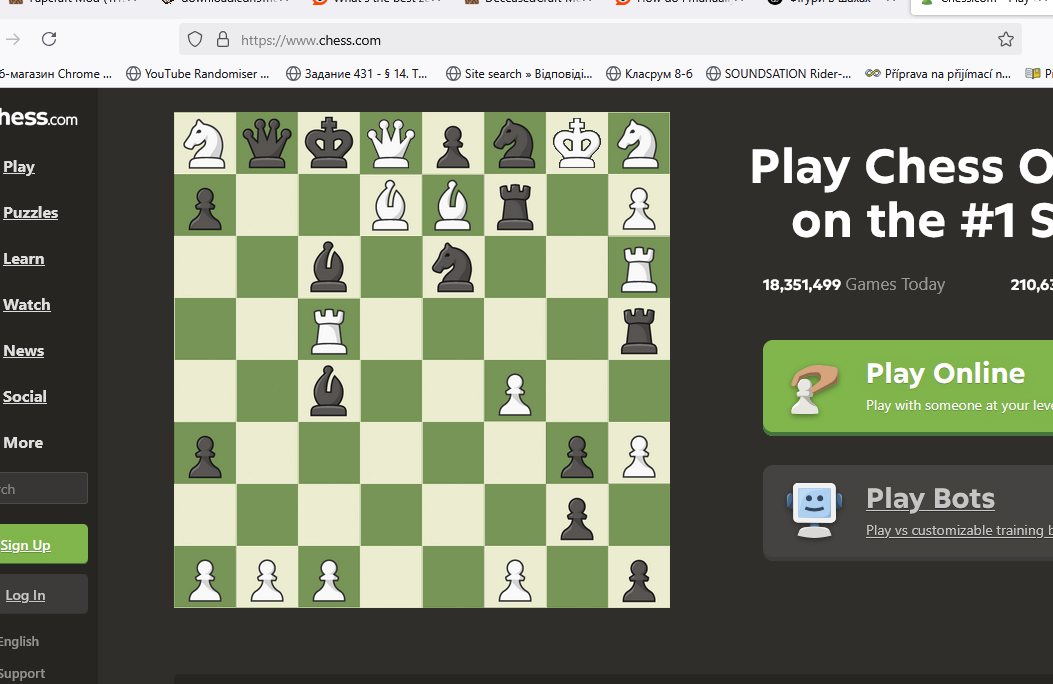 https://www.chess.com
б-магазин Chrome ...
YouTube Randomiser ...
Задание 431 - § 14. Т...
Site search » Відповіді...
Класрум 8-б
SOUNDSATION Rider-...
Příprava na přijímací n...
hess.com
Play
Puzzles
Learn
Watch
News
Social
More
rch
Sign Up
Log In
English
Support
Play Chess O
on the #1 S
18,351,499 Games Today
210,63
Play Online
Play with someone at your leve
Play Bots
Play vs customizable training b